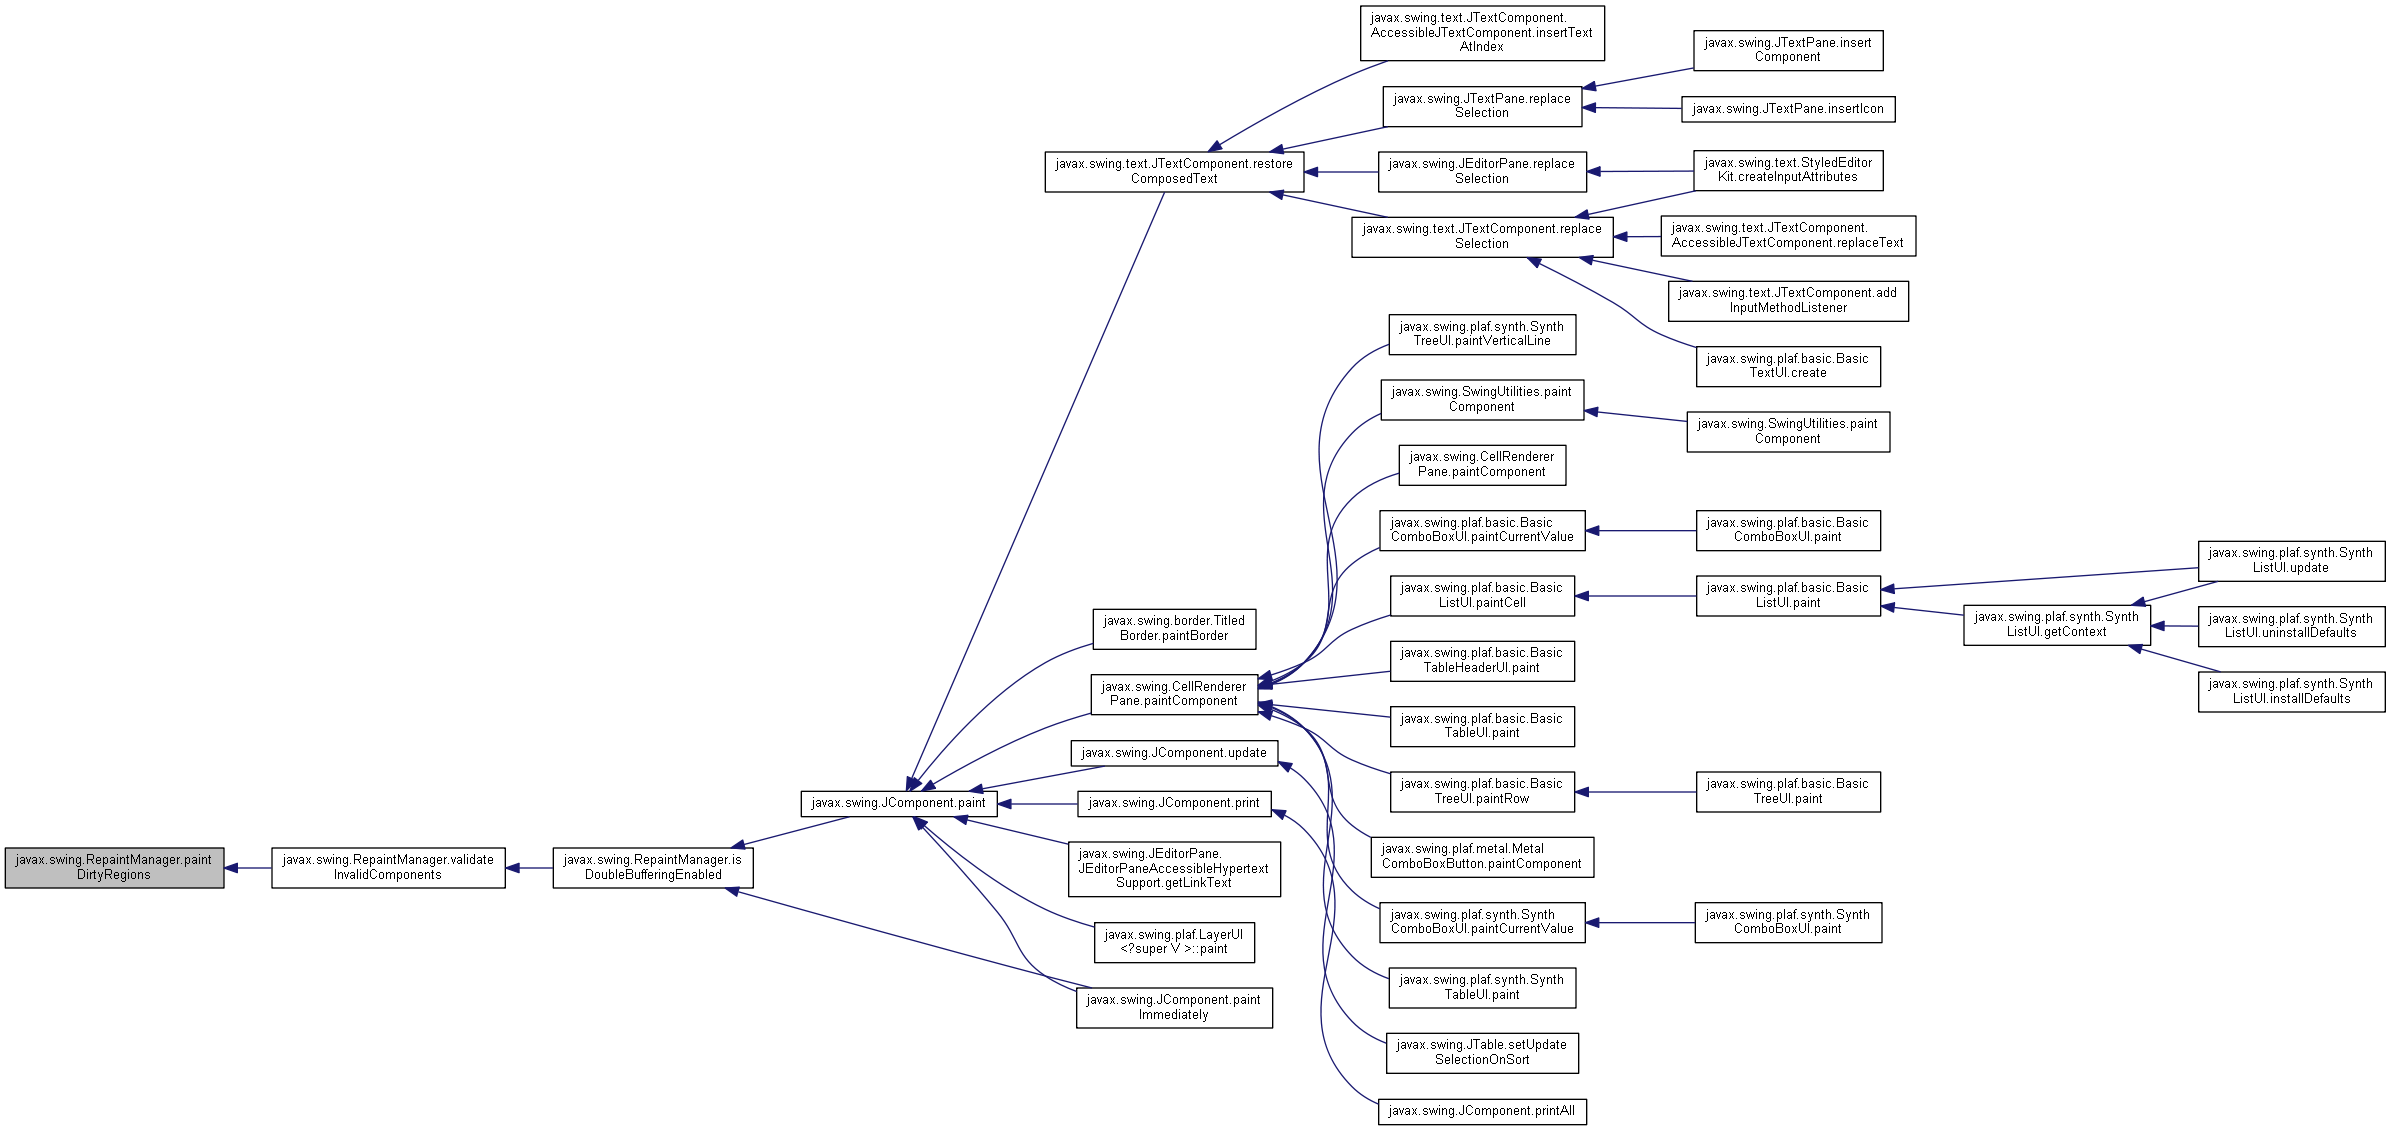 javax.swing.text.JTextComponent.
AccessibleJTextComponent.insertText
AtIndex
javax.swing.JTextPane.insert
Component
javax.swing.JTextPane.replace
Selection
javax.swing.JTextPane.insertIcon
javax.swing.text.JTextComponent.restore
ComposedText
javax.swing.JEditorPane.replace
Selection
javax.swing.text.StyledEditor
Kit.createInputAttributes
javax.swing.text.JTextComponent.replace
Selection
javax.swing.text.JTextComponent.
AccessibleJTextComponent.replaceText
javax.swing.text.JTextComponent.add
InputMethodListener
javax.swing.plaf.synth.Synth
TreeUI.paintVerticalLine
javax.swing.plaf.basic.Basic
TextUI.create
javax.swing.SwingUtilities.paint
Component
javax.swing.SwingUtilities.paint
Component
javax.swing.CellRenderer
Pane.paintComponent
javax.swing.plaf.basic.Basic
ComboBoxUI.paintCurrentValue
javax.swing.plaf.basic.Basic
ComboBoxUI.paint
javax.swing.plaf.synth.Synth
ListUI.update
javax.swing.plaf.basic.Basic
ListUI.paintCell
javax.swing.plaf.basic.Basic
ListUI.paint
javax.swing.plaf.synth.Synth
ListUI.getContext
javax.swing.plaf.synth.Synth
ListUI.uninstallDefaults
javax.swing.border.Titled
Border.paintBorder
javax.swing.plaf.basic.Basic
TableHeaderUI.paint
javax.swing.plaf.synth.Synth
ListUI.installDefaults
javax.swing.CellRenderer
Pane.paintComponent
javax.swing.plaf.basic.Basic
TableUI.paint
javax.swing.JComponent.update
javax.swing.plaf.basic.Basic
TreeUI.paintRow
javax.swing.plaf.basic.Basic
TreeUI.paint
javax.swing.JComponent.paint
javax.swing.JComponent.print
javax.swing.plaf.metal.Metal
ComboBoxButton.paintComponent
javax.swing.RepaintManager.paint
DirtyRegions
javax.swing.RepaintManager.validate
InvalidComponents
javax.swing.RepaintManager.is
DoubleBufferingEnabled
javax.swing.JEditorPane.
JEditorPaneAccessibleHypertext
Support.getLinkText
javax.swing.plaf.synth.Synth
ComboBoxUI.paintCurrentValue
javax.swing.plaf.synth.Synth
ComboBoxUI.paint
javax.swing.plaf.LayerUI
<?super V >::paint
javax.swing.plaf.synth.Synth
TableUI.paint
javax.swing.JComponent.paint
Immediately
javax.swing.JTable.setUpdate
SelectionOnSort
javax.swing.JComponent.printAll